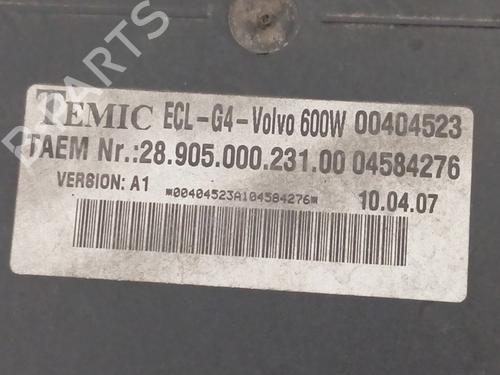 B-PARTS
TEMIC ECL-G4-Volvo 600W 00404523
TAEM Nr.:28.905.000.231.00 04584276
VERSION: A1 *00404523A104584276* 10.04.07